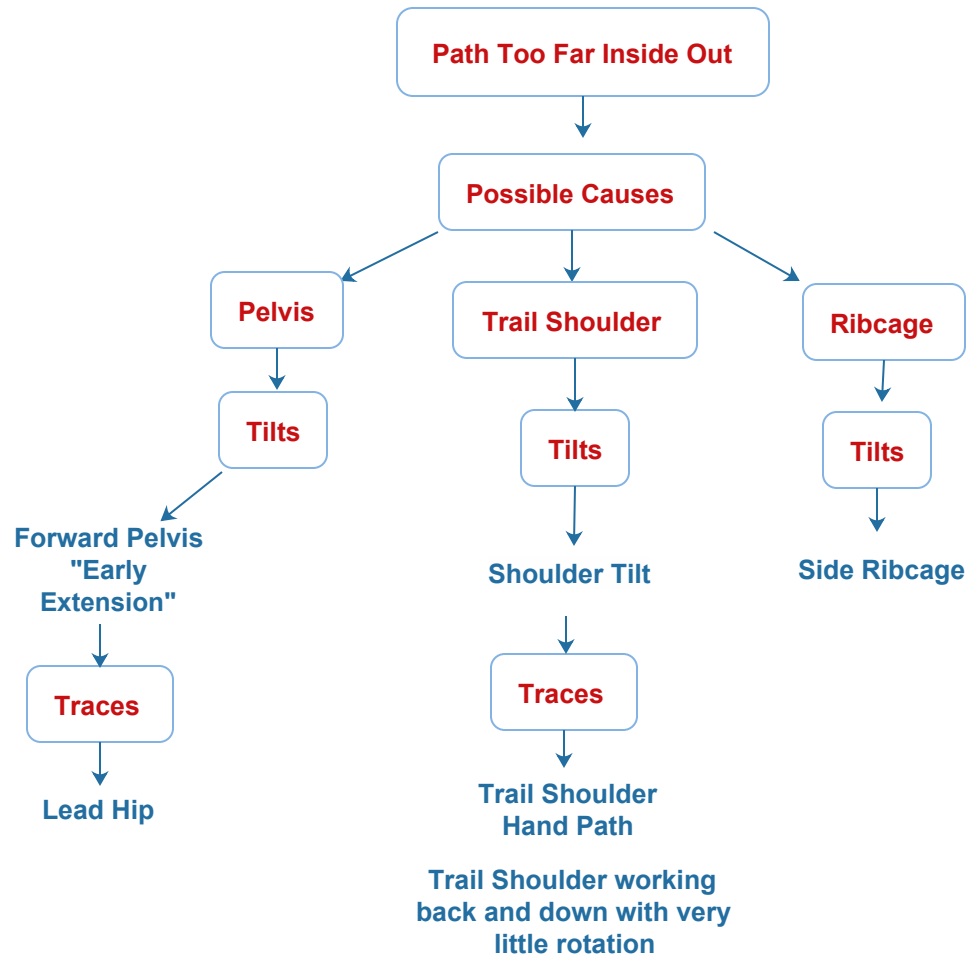 Path Too Far Inside Out
Possible Causes
Pelvis
Trail Shoulder
Ribcage
Tilts
Tilts
Tilts
Forward Pelvis
"Early
Extension"
Shoulder Tilt
Side Ribcage
Traces
Traces
Lead Hip
Trail Shoulder
Hand Path
Trail Shoulder working
back and down with very
little rotation